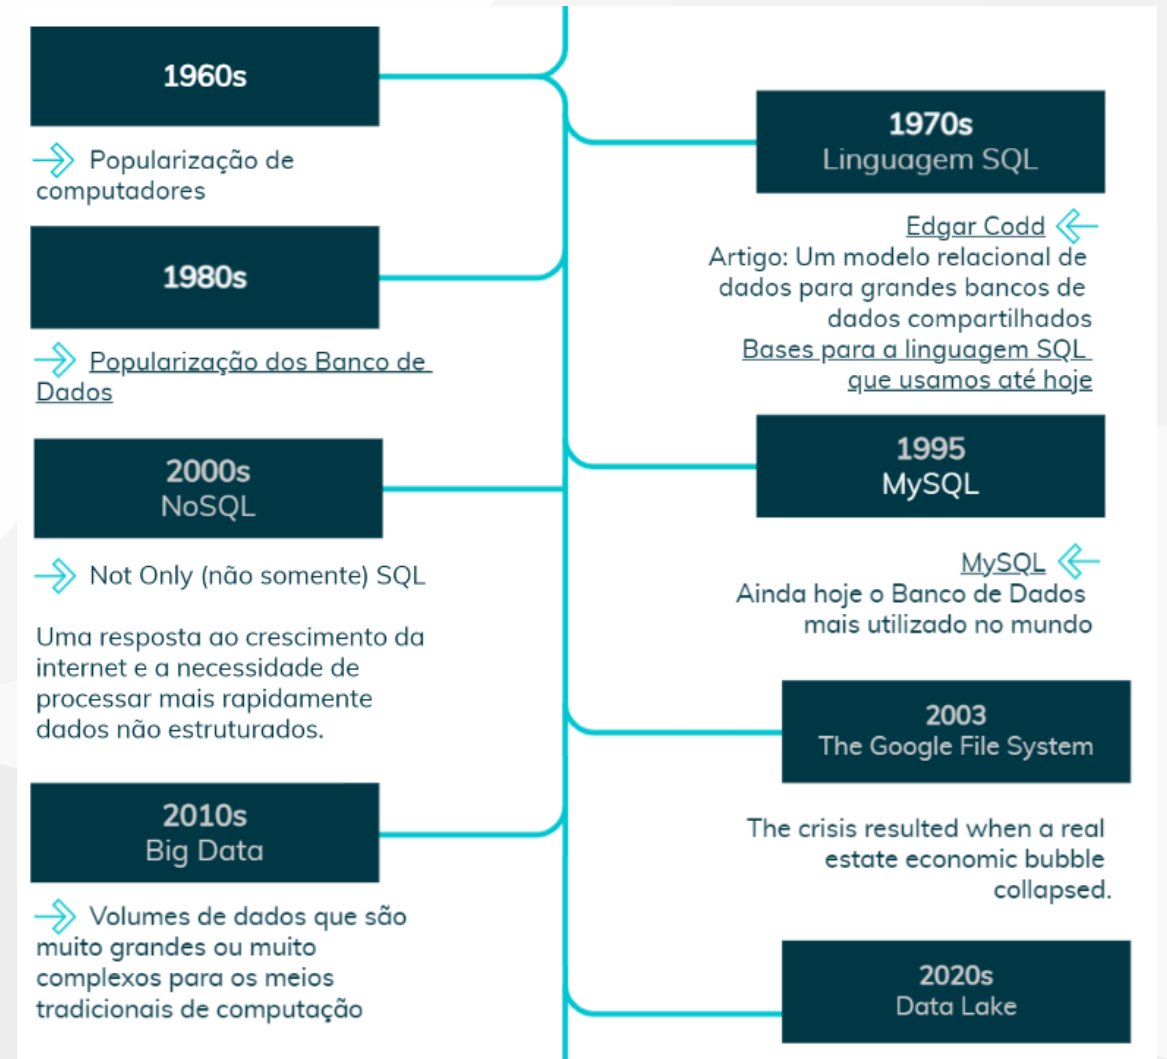 1960s
Popularização de
computadores
1970s
Linguagem SQL
Edgar Codd
Artigo: Um modelo relacional de
dados para grandes bancos de
dados compartilhados
Bases para a linguagem SQL
que usamos até hoje
1980s
Popularização dos Banco de
Dados
1995
MySQL
MySQL
Ainda hoje o Banco de Dados
mais utilizado no mundo
2000s
NoSQL
Not Only (não somente) SQL
Uma resposta ao crescimento da
internet e a necessidade de
processar mais rapidamente
dados não estruturados.
2003
The Google File System
The crisis resulted when a real
estate economic bubble
collapsed.
2010s
Big Data
Volumes de dados que são
muito grandes ou muito
complexos para os meios
tradicionais de computação
2020s
Data Lake